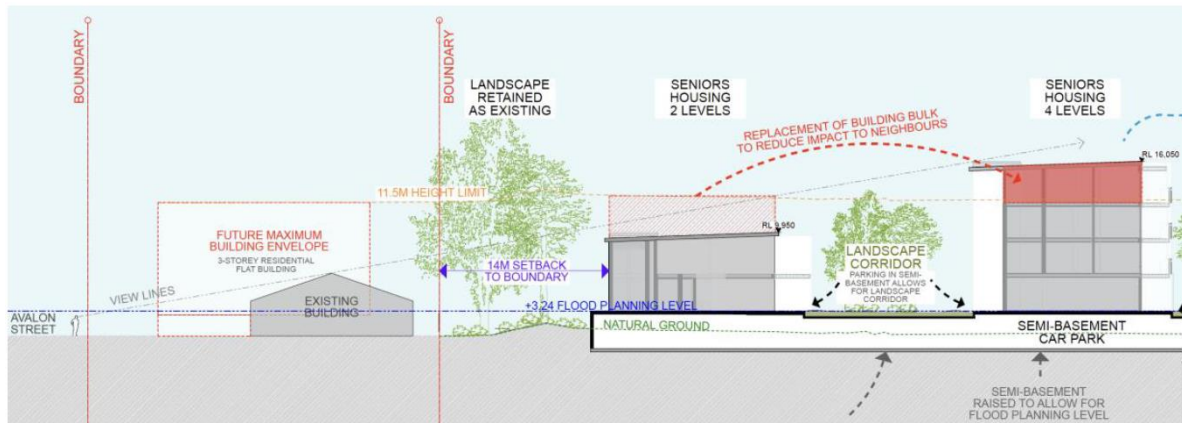 BOUNDARY
BOUNDARY
LANDSCAPE
RETAINED
AS EXISTING
SENIORS
HOUSING
2 LEVELS
SENIORS
HOUSING
4 LEVELS
REPLACEMENT OF BUILDING BULK
TO REDUCE IMPACT TO NEIGHBOURS
RL 16,050
11.5M HEIGHT LIMIT
FUTURE MAXIMUM
BUILDING ENVELOPE
3-STOREY RESIDENTIAL
FLAT BUILDING
RL 9,950
14M SETBACK
TO BOUNDARY
LANDSCAPE
CORRIDOR
PARKING IN SEMI-
BASEMENT ALLOWS
FOR LANDSCAPE
CORRIDOR
VIEW LINES
EXISTING
BUILDING
+3.24 FLOOD PLANNING LEVEL
AVALON
STREET
NATURAL GROUND
SEMI-BASEMENT
CAR PARK
SEMI-BASEMENT
RAISED TO ALLOW FOR
FLOOD PLANNING LEVEL